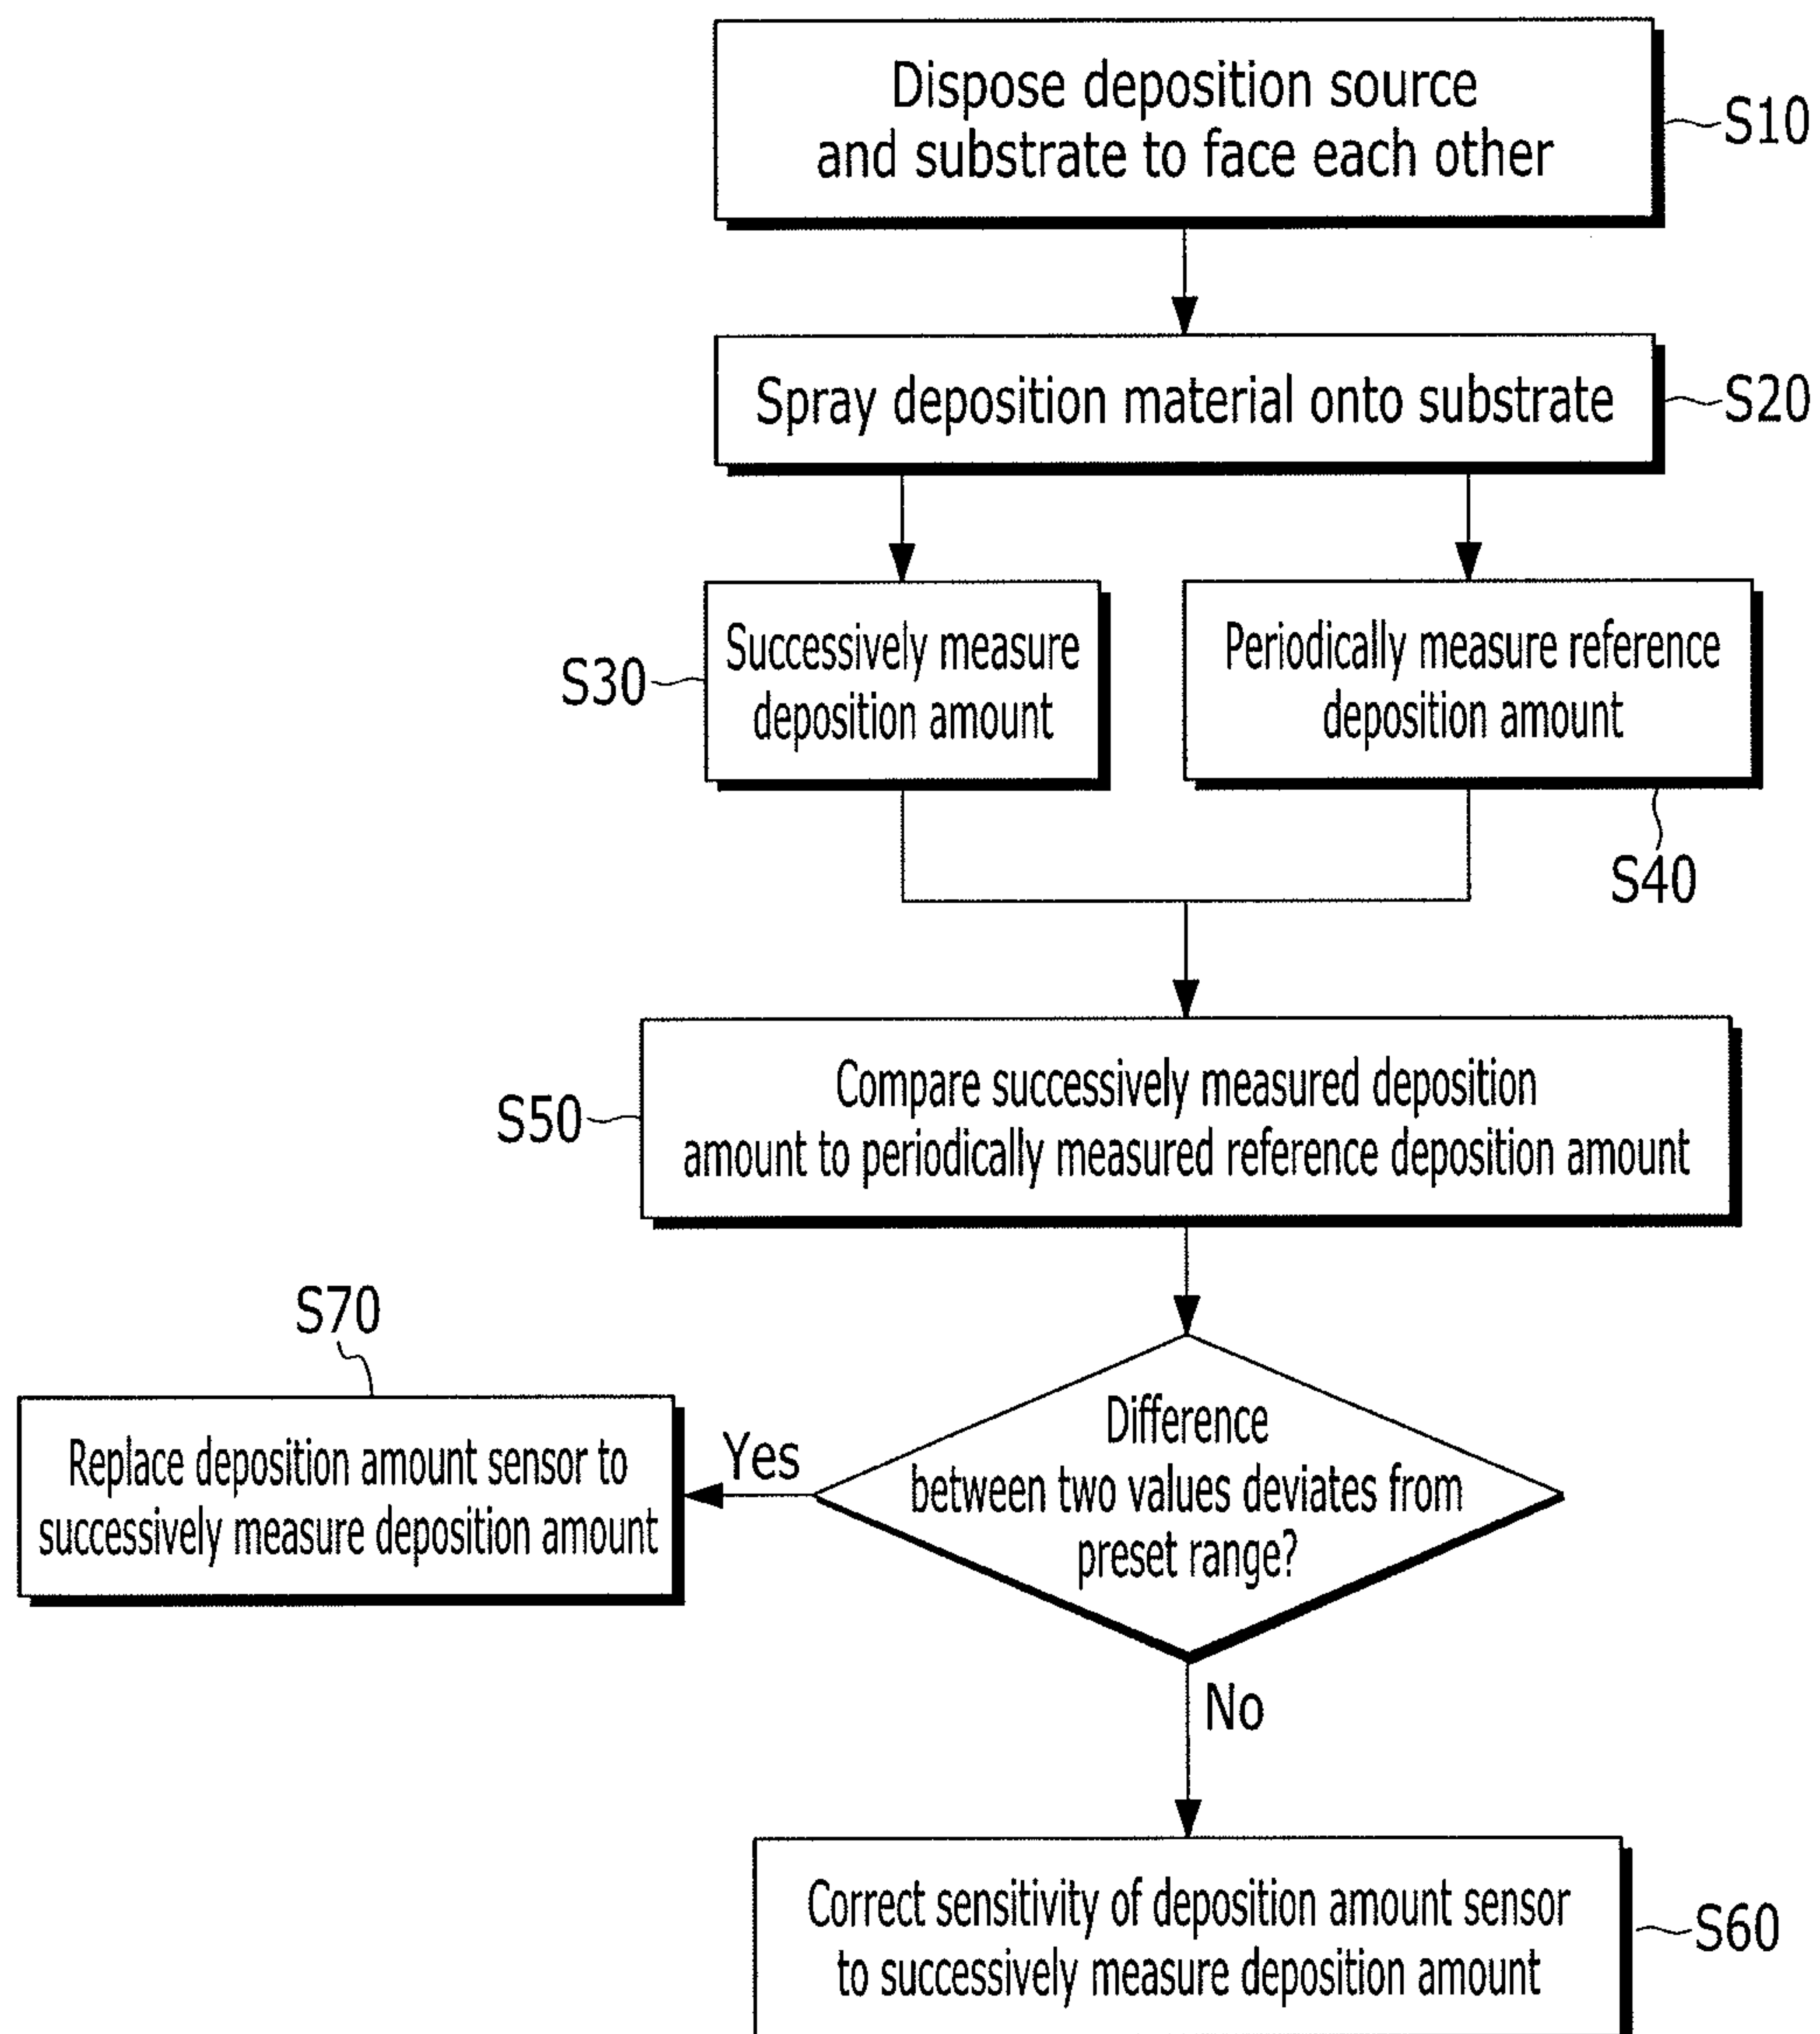 Dispose deposition source
and substrate to face each other
S10
Spray deposition material onto substrate
S20
S30
Successively measure
deposition amount
Periodically measure reference
deposition amount
S40
S50
Compare successively measured deposition
amount to periodically measured reference deposition amount
S70
Replace deposition amount sensor to
successively measure deposition amount
Yes
Difference
between two values deviates from
preset range?
No
Correct sensitivity of deposition amount sensor
to successively measure deposition amount
S60